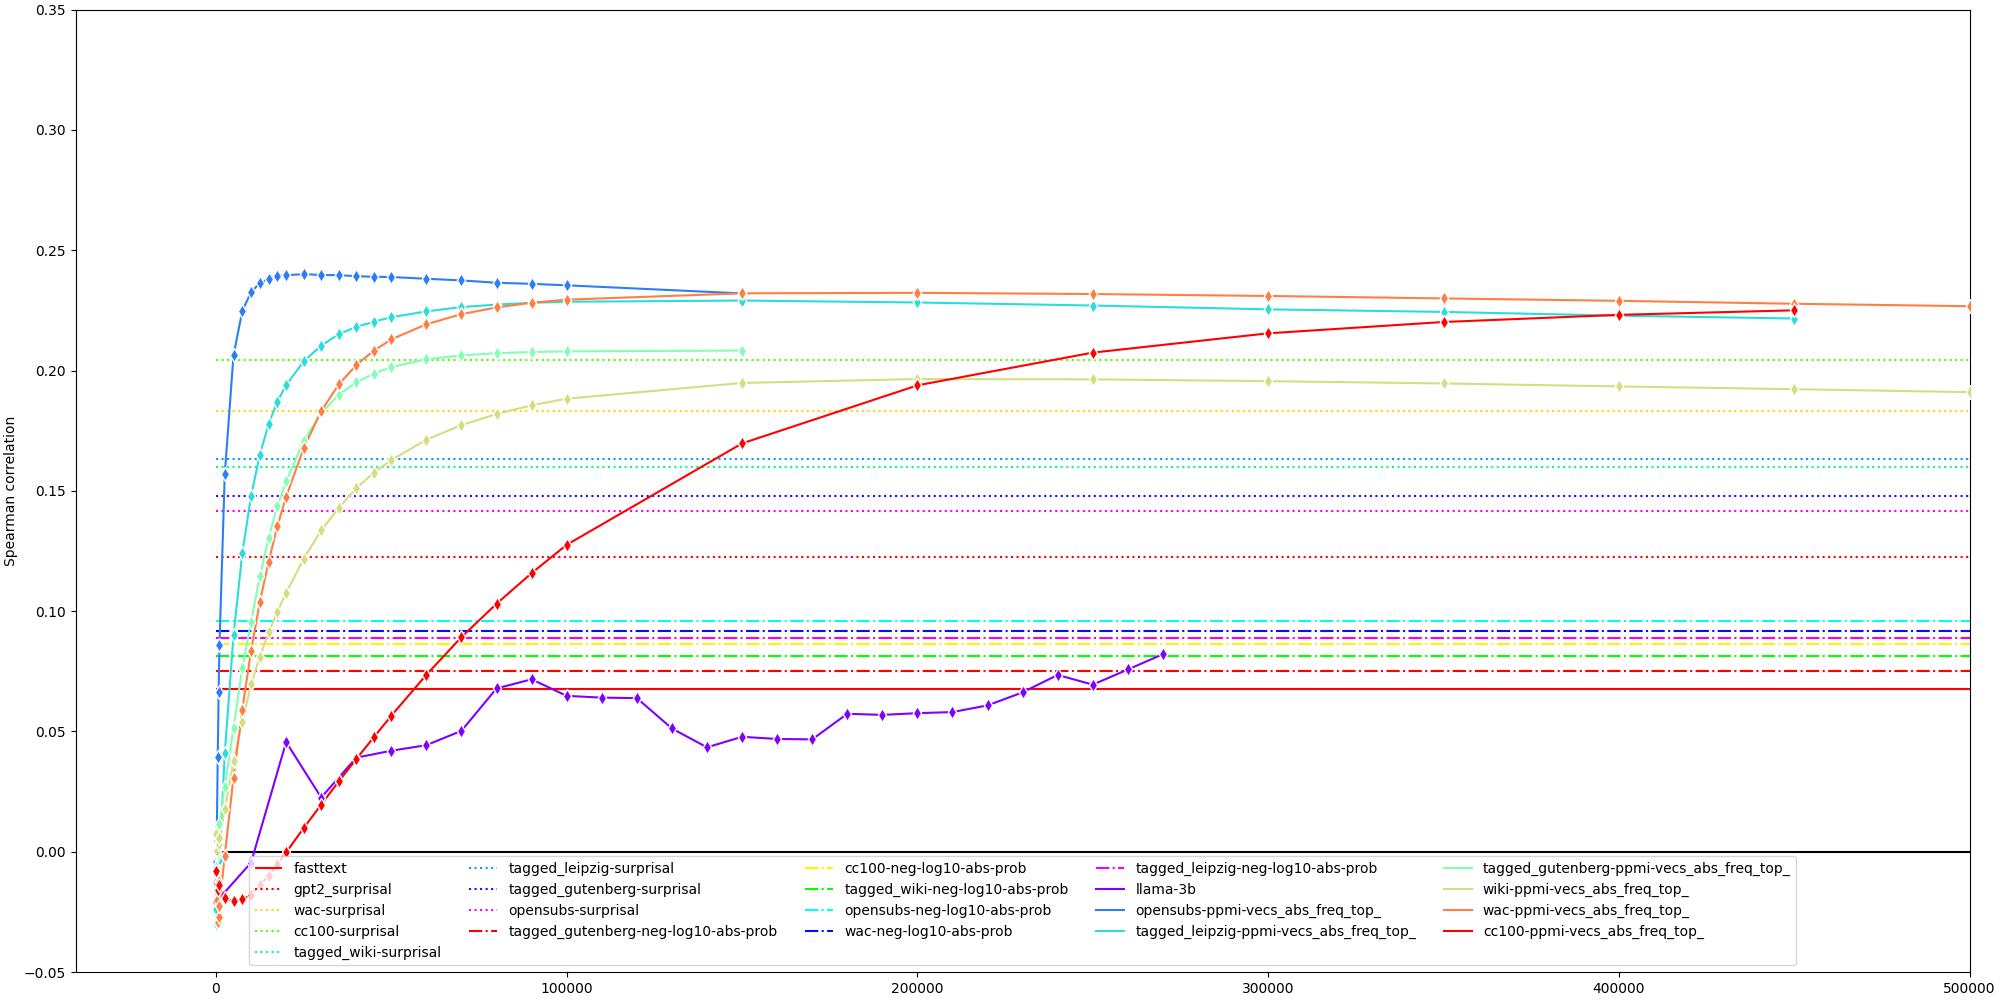 0.35
0.30
0.25
0.20
0.15
0.10
0.05
0.00
−0.05
Spearman correlation
fasttext
gpt2_surprisal
wac-surprisal
cc100-surprisal
tagged_wiki-surprisal
tagged_leipzig-surprisal
tagged_gutenberg-surprisal
opensubs-surprisal
tagged_gutenberg-neg-log10-abs-prob
cc100-neg-log10-abs-prob
tagged_wiki-neg-log10-abs-prob
opensubs-neg-log10-abs-prob
wac-neg-log10-abs-prob
tagged_leipzig-neg-log10-abs-prob
llama-3b
opensubs-ppmi-vecs_abs_freq_top_
tagged_leipzig-ppmi-vecs_abs_freq_top_
tagged_gutenberg-ppmi-vecs_abs_freq_top_
wiki-ppmi-vecs_abs_freq_top_
wac-ppmi-vecs_abs_freq_top_
cc100-ppmi-vecs_abs_freq_top_
0 100000 200000 300000 400000 500000